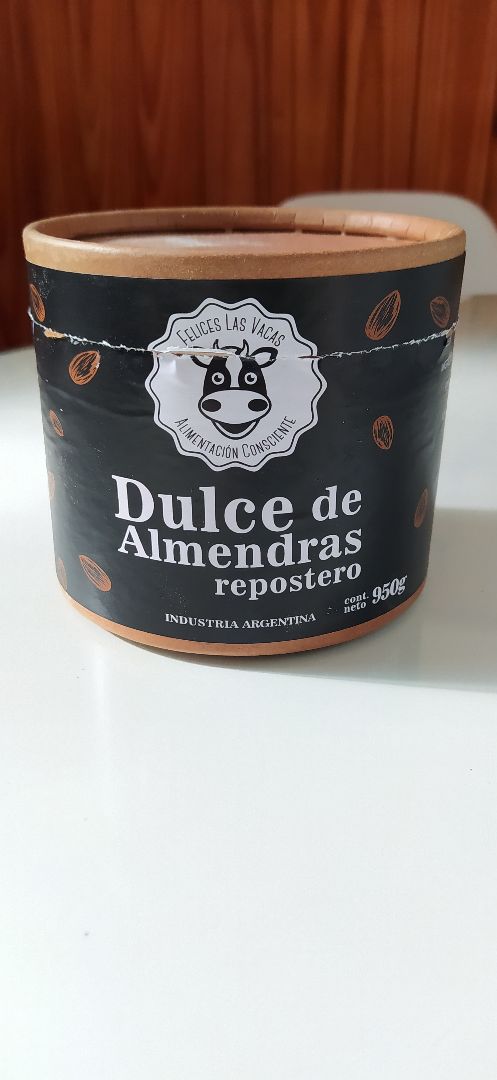 FELICES LAS VACAS
ALIMENTACIÓN CONSCIENTE
Dulce de
Almendras
repostero
cont.
neto 950g
INDUSTRIA ARGENTINA